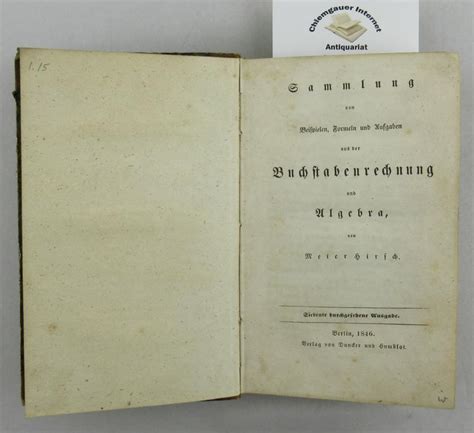 Chiemgauer Internet
Antiquariat
1.15
Sammlung
von
Beispielen, Formeln und Aufgaben
aus der
Buchstabenrechnung
und
Algebra,
von
Meier Hirsch.
Siebente durchgesehene Ausgabe.
Berlin, 1846.
Verlag von Duncker und Humblot.